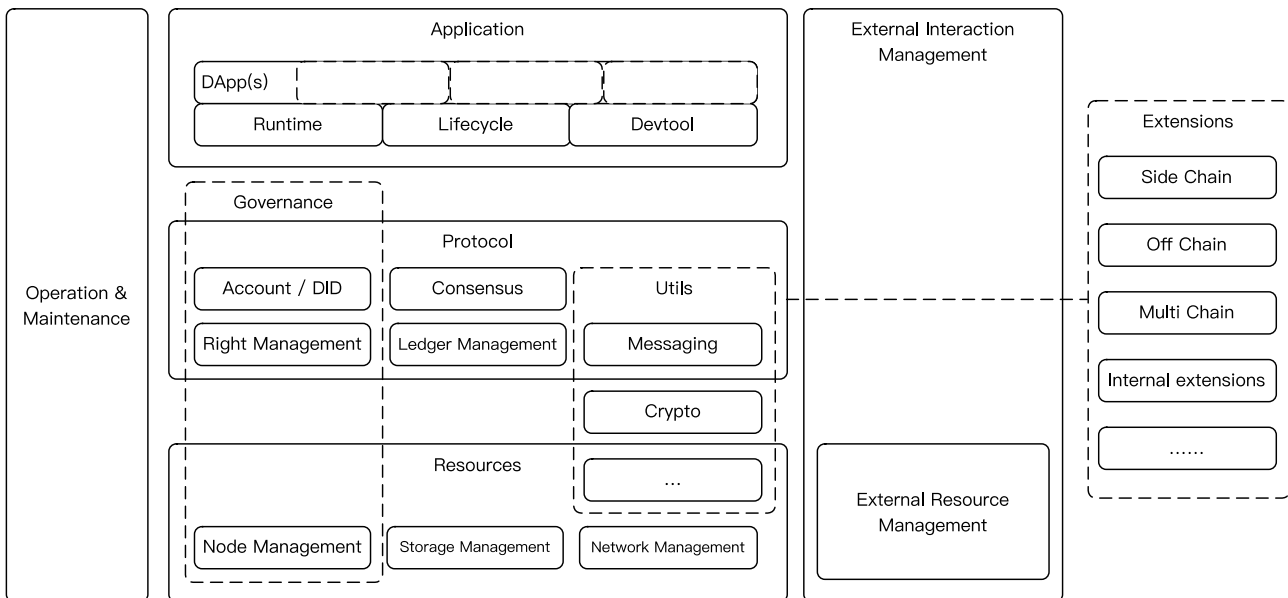 Operation &
Maintenance
Application
DApp(s)
Runtime
Lifecycle
Devtool
Governance
Protocol
Account / DID
Consensus
Utils
Right Management
Ledger Management
Messaging
Crypto
Resources
...
Node Management
Storage Management
Network Management
External Interaction
Management
External Resource
Management
Extensions
Side Chain
Off Chain
Multi Chain
Internal extensions
......